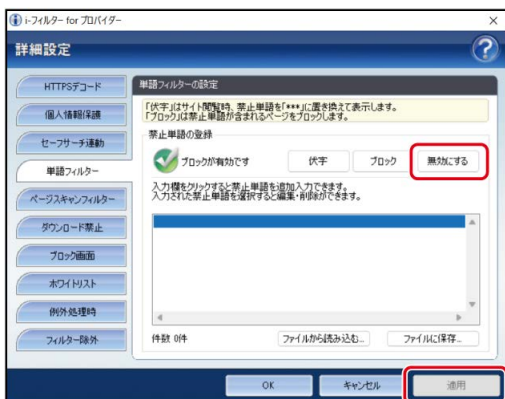 i-フィルター for プロバイダー
詳細設定
HTTPSデコード
個人情報保護
セーフサーチ連動
単語フィルター
ページスキャンフィルター
ダウンロード禁止
ブロック画面
ホワイトリスト
例外処理時
フィルター除外
単語フィルターの設定
「伏字」はサイト閲覧時、禁止単語を「***」に置き換えて表示します。
「ブロック」は禁止単語が含まれるページをブロックします。
禁止単語の登録
ブロックが有効です
伏字
ブロック
無効にする
入力欄をクリックすると禁止単語を追加入力できます。
入力された禁止単語を選択すると編集・削除ができます。
件数 0件
ファイルから読み込む...
ファイルに保存...
OK
キャンセル
適用